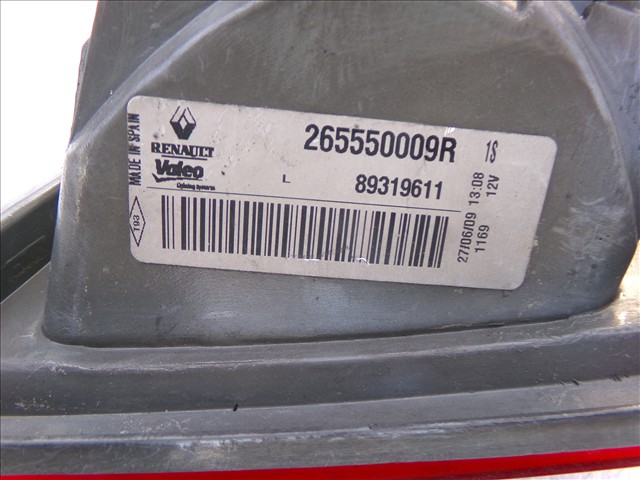 MADE IN SPAIN
RENAULT
Valeo
Lighting Systems
L
265550009R
1S
89319611
27/06/09 13:08
12V
1169
T93